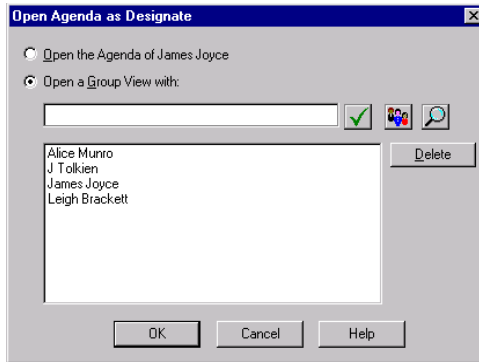 Open Agenda as Designate
Open the Agenda of James Joyce
Open a Group View with:
Alice Munro
J Tolkien
James Joyce
Leigh Brackett
Delete
OK
Cancel
Help